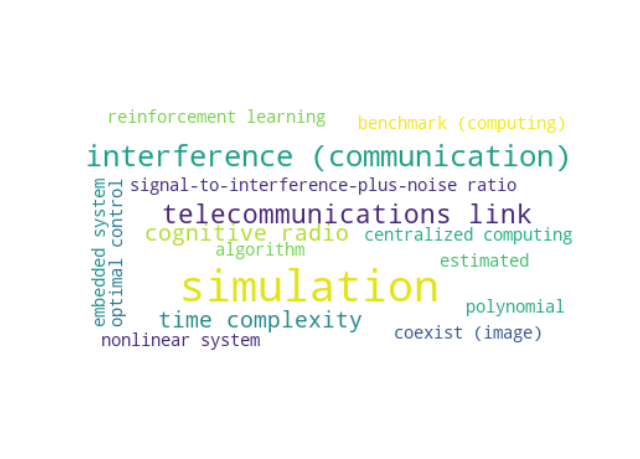 reinforcement learning
benchmark (computing)
interference (communication)
signal-to-interference-plus-noise ratio
embedded system
optimal control
telecommunications link
cognitive radio
centralized computing
algorithm
estimated
simulation
polynomial
time complexity
coexist (image)
nonlinear system